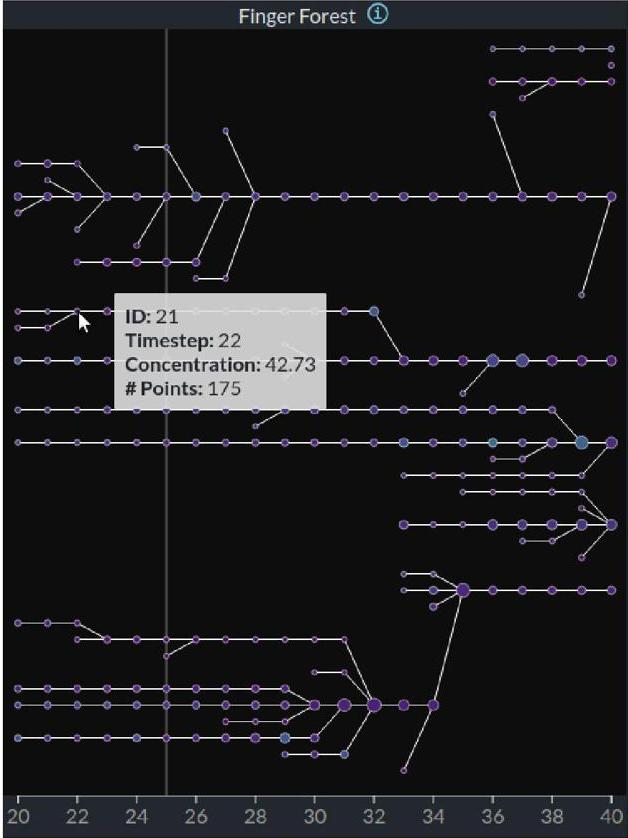 Finger Forest i
ID: 21
Timestep: 22
Concentration: 42.73
# Points: 175
20 22 24 26 28 30 32 34 36 38 40